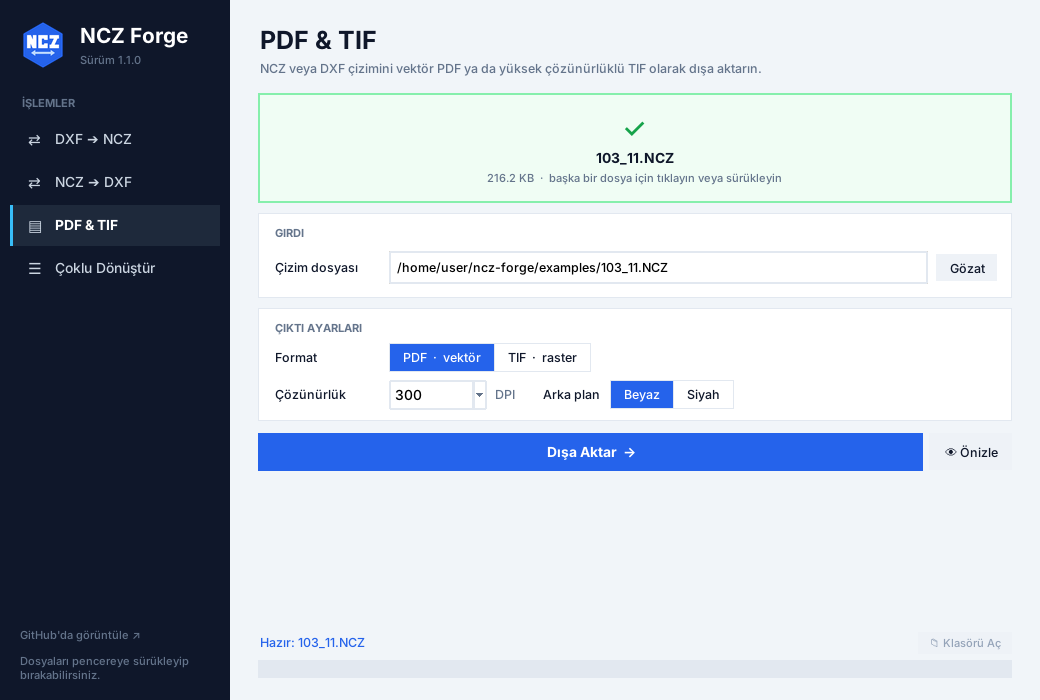 NCZ
NCZ Forge
Sürüm 1.1.0
İŞLEMLER
⇄ DXF → NCZ
⇄ NCZ → DXF
▤ PDF & TIF
☰ Çoklu Dönüştür
GitHub'da görüntüle ↗
Dosyaları pencereye sürükleyip
bırakabilirsiniz.
PDF & TIF
NCZ veya DXF çizimini vektör PDF ya da yüksek çözünürlüklü TIF olarak dışa aktarın.
✓
103_11.NCZ
216.2 KB · başka bir dosya için tıklayın veya sürükleyin
GIRDI
Çizim dosyası /home/user/ncz-forge/examples/103_11.NCZ Gözat
ÇIKTI AYARLARI
Format PDF · vektör TIF · raster
Çözünürlük 300 DPI Arka plan Beyaz Siyah
Dışa Aktar → 👁 Önizle
Hazır: 103_11.NCZ 📁 Klasörü Aç